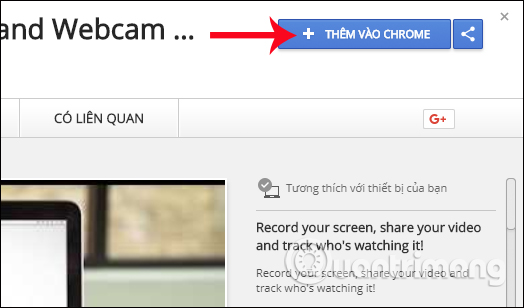 and Webcam ...
THÊM VÀO CHROME
CÓ LIÊN QUAN
G+
Tương thích với thiết bị của bạn
Record your screen, share your video
and track who's watching it!
Record your screen, share your video and
track who's watching it!
Quantrimang